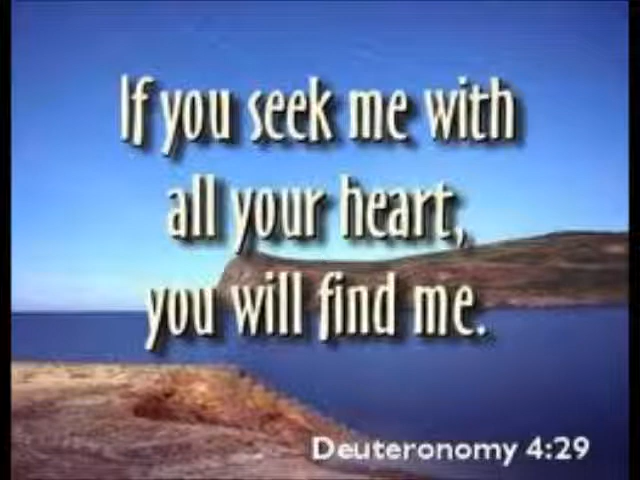 If you seek me with
all your heart,
you will find me.
Deuteronomy 4:29